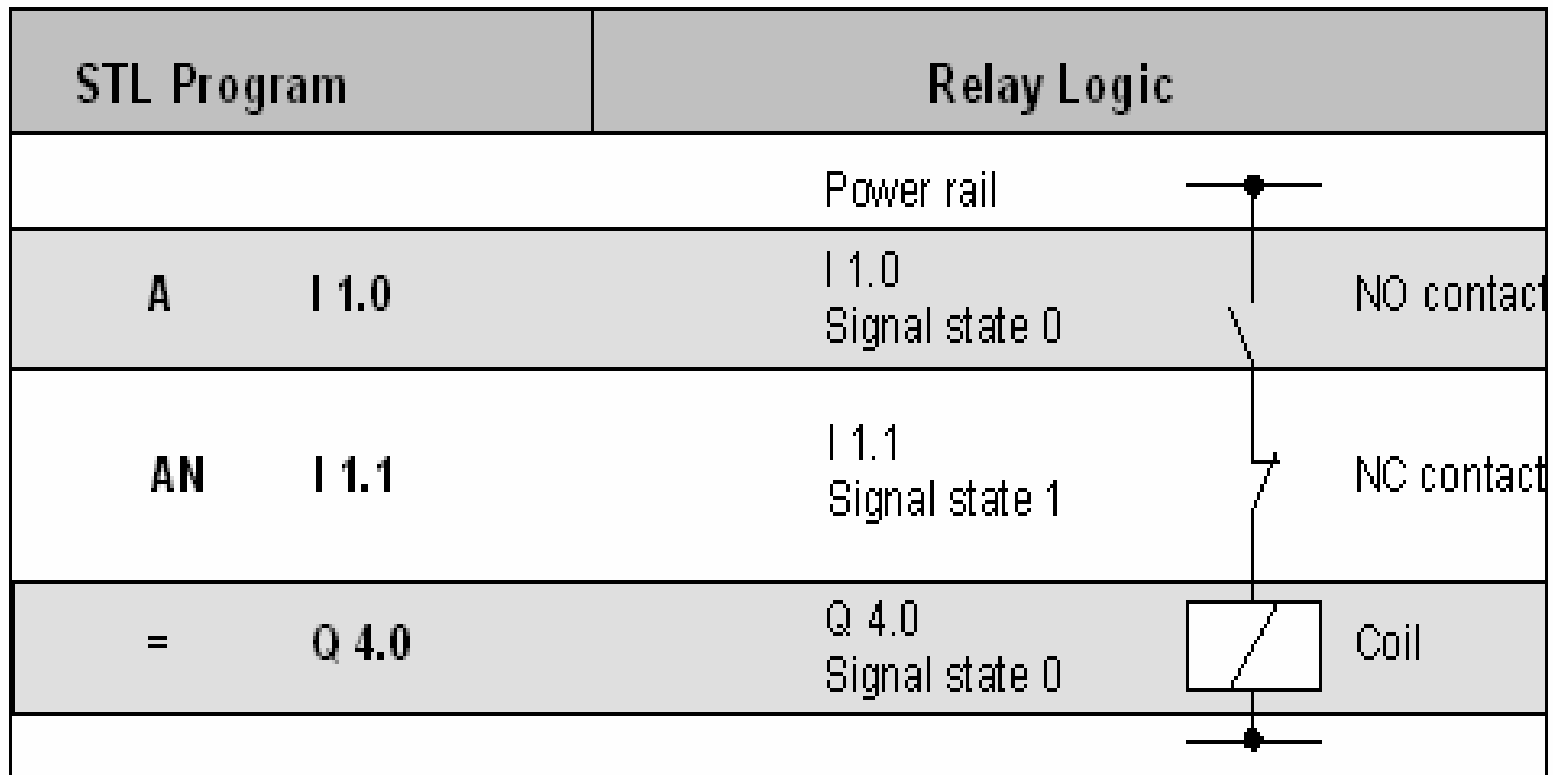 STL Program
Relay Logic
Power rail
A I 1.0
I 1.0
Signal state 0
NO contact
AN I 1.1
I 1.1
Signal state 1
NC contact
= Q 4.0
Q 4.0
Signal state 0
Coil